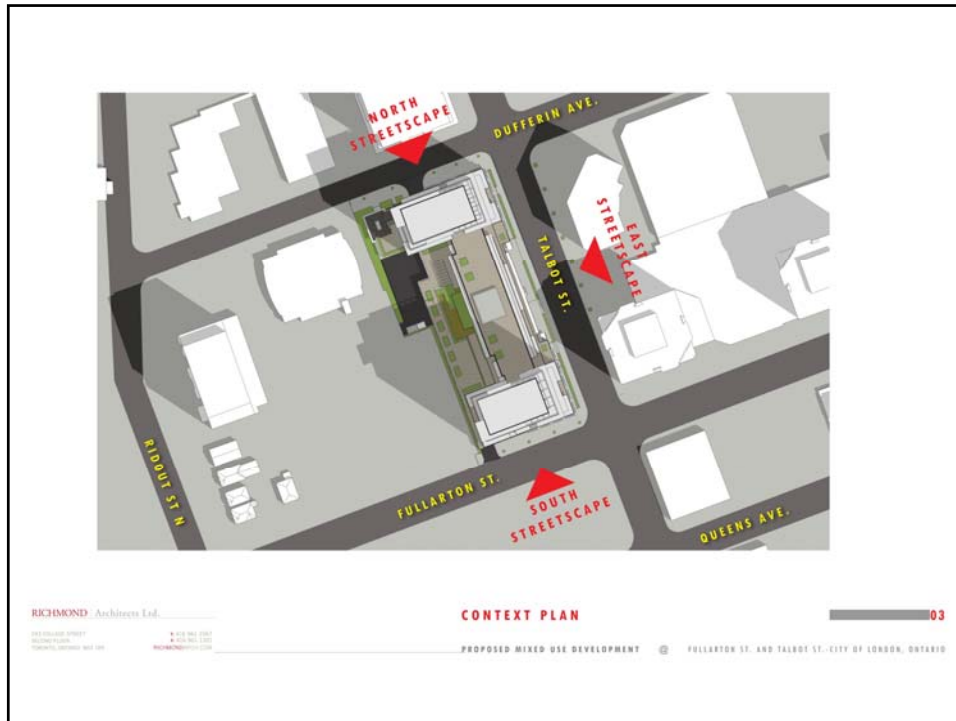 NORTH
STREETSCAPE
DUFFERIN AVE.
EAST
STREETSCAPE
TALBOT ST.
RIDOUT ST N
FULLARTON ST.
SOUTH
STREETSCAPE
QUEENS AVE.
RICHMOND Architects Ltd.
CONTEXT PLAN
03
PROPOSED MIXED USE DEVELOPMENT @ FULLARTON ST. AND TALBOT ST.-CITY OF LONDON, ONTARIO